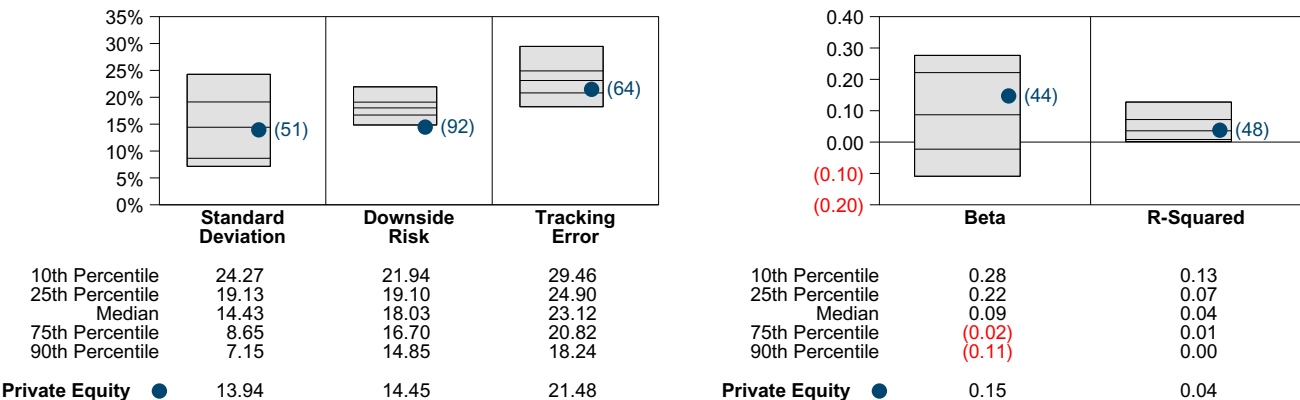 35%
30%
25%
20%
15%
10%
5%
0%
(51)
(92)
(64)
Standard Deviation
Downside Risk
Tracking Error
10th Percentile 24.27 21.94 29.46
25th Percentile 19.13 19.10 24.90
Median 14.43 18.03 23.12
75th Percentile 8.65 16.70 20.82
90th Percentile 7.15 14.85 18.24
Private Equity 13.94 14.45 21.48
0.40
0.30
0.20
0.10
0.00
(0.10)
(0.20)
(44)
(48)
Beta R-Squared
10th Percentile 0.28 0.13
25th Percentile 0.22 0.07
Median 0.09 0.04
75th Percentile (0.02) 0.01
90th Percentile (0.11) 0.00
Private Equity 0.15 0.04